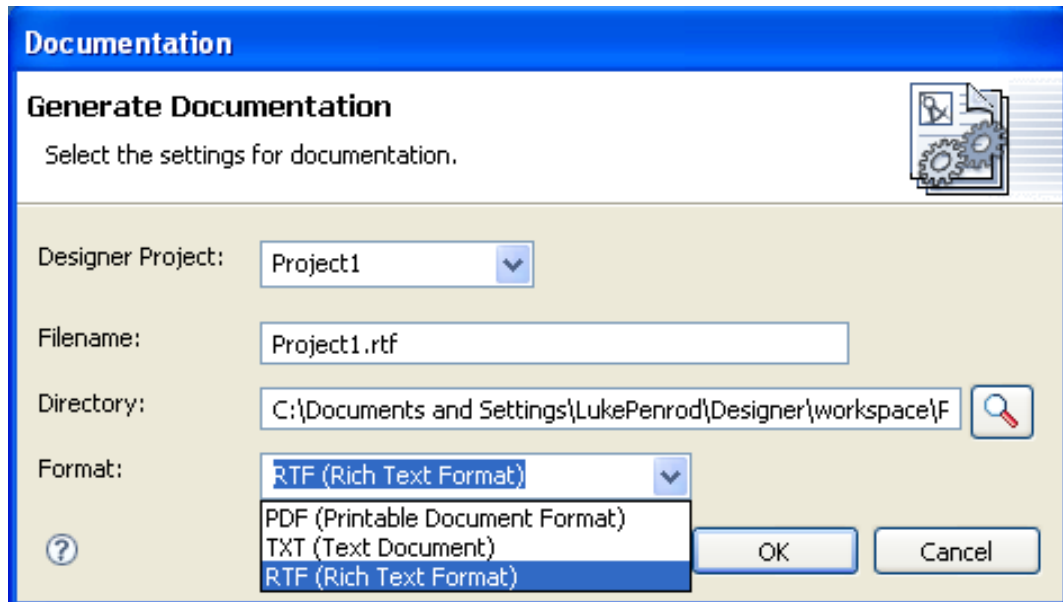 Documentation
Generate Documentation
Select the settings for documentation.
Designer Project: Project1
Filename: Project1.rtf
Directory: C:\Documents and Settings\LukePenrod\Designer\workspace\
Format: RTF (Rich Text Format)
PDF (Printable Document Format)
TXT (Text Document)
RTF (Rich Text Format)
? OK Cancel